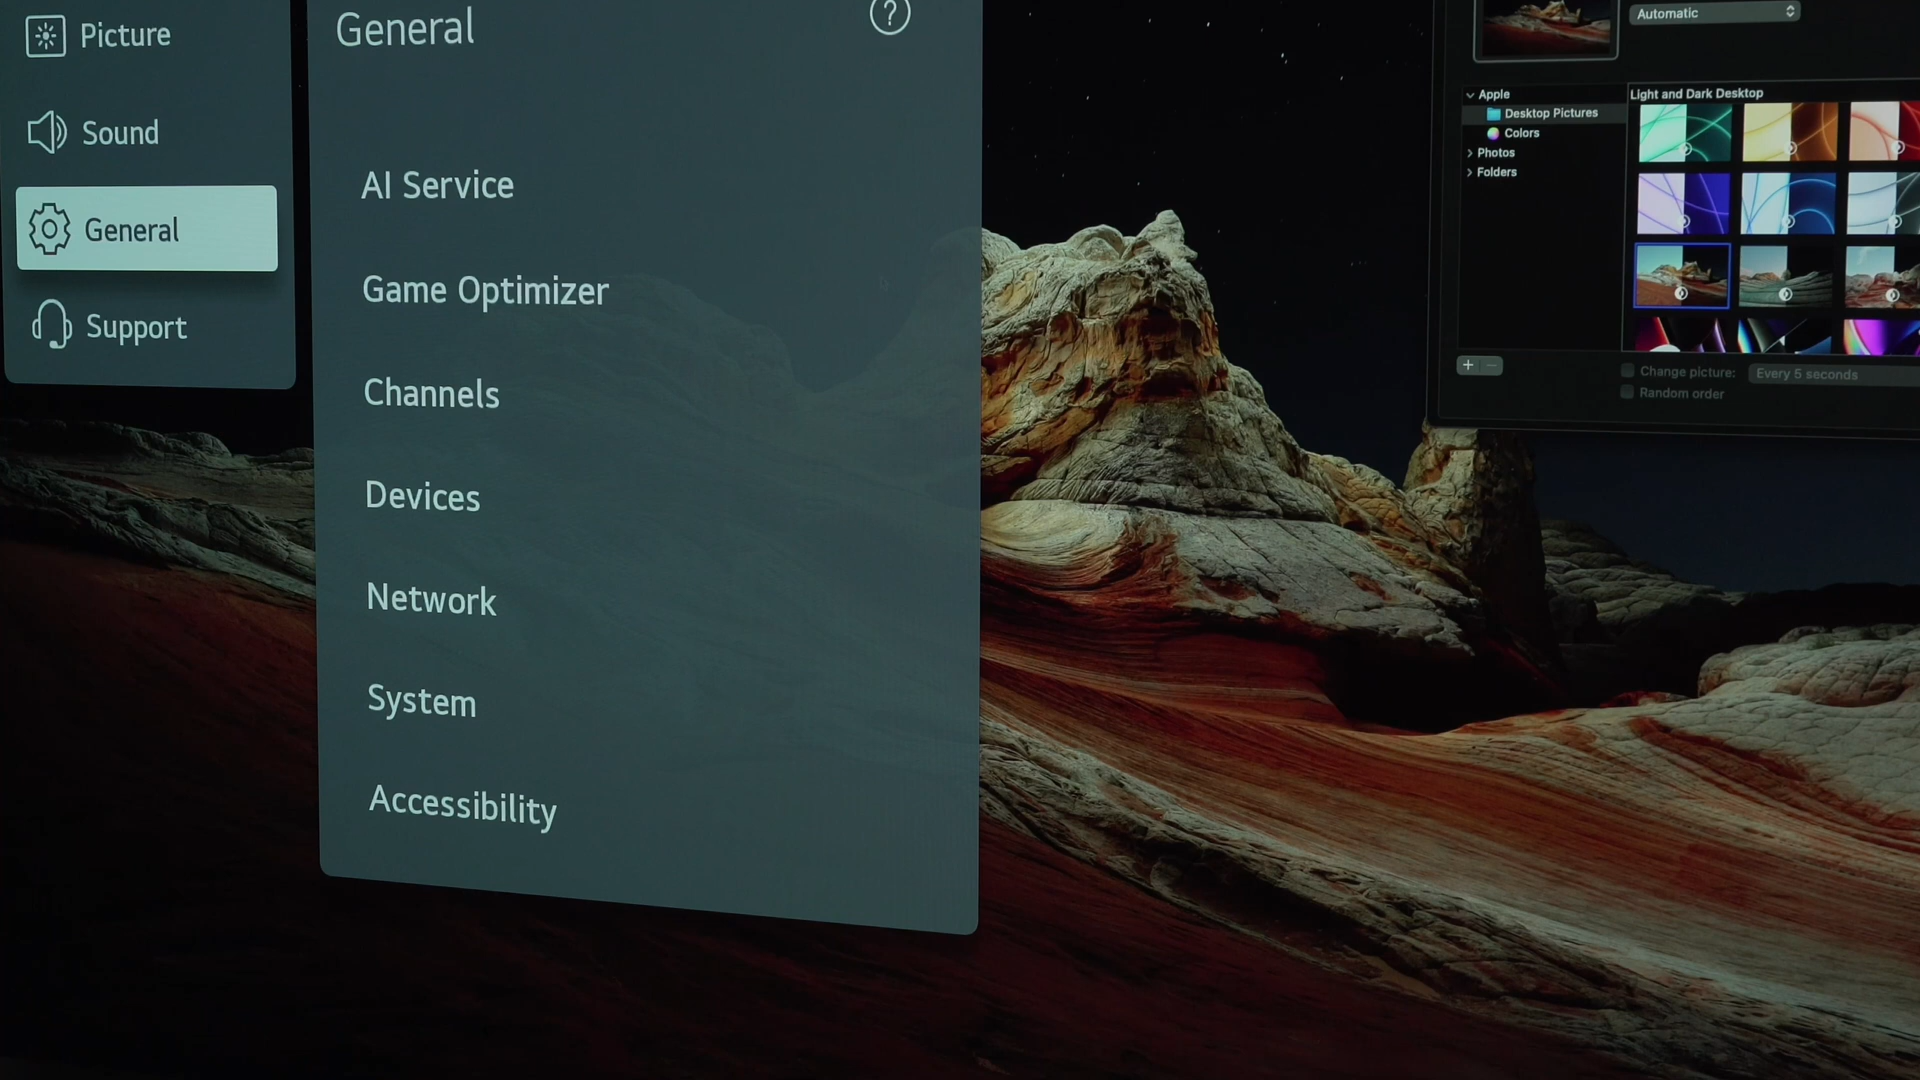 Picture
Sound
General
Support
General
?
AI Service
Game Optimizer
Channels
Devices
Network
System
Accessibility
Automatic
Apple
Desktop Pictures
Colors
Photos
Folders
Light and Dark Desktop
+ −
Change picture: Every 5 seconds
Random order